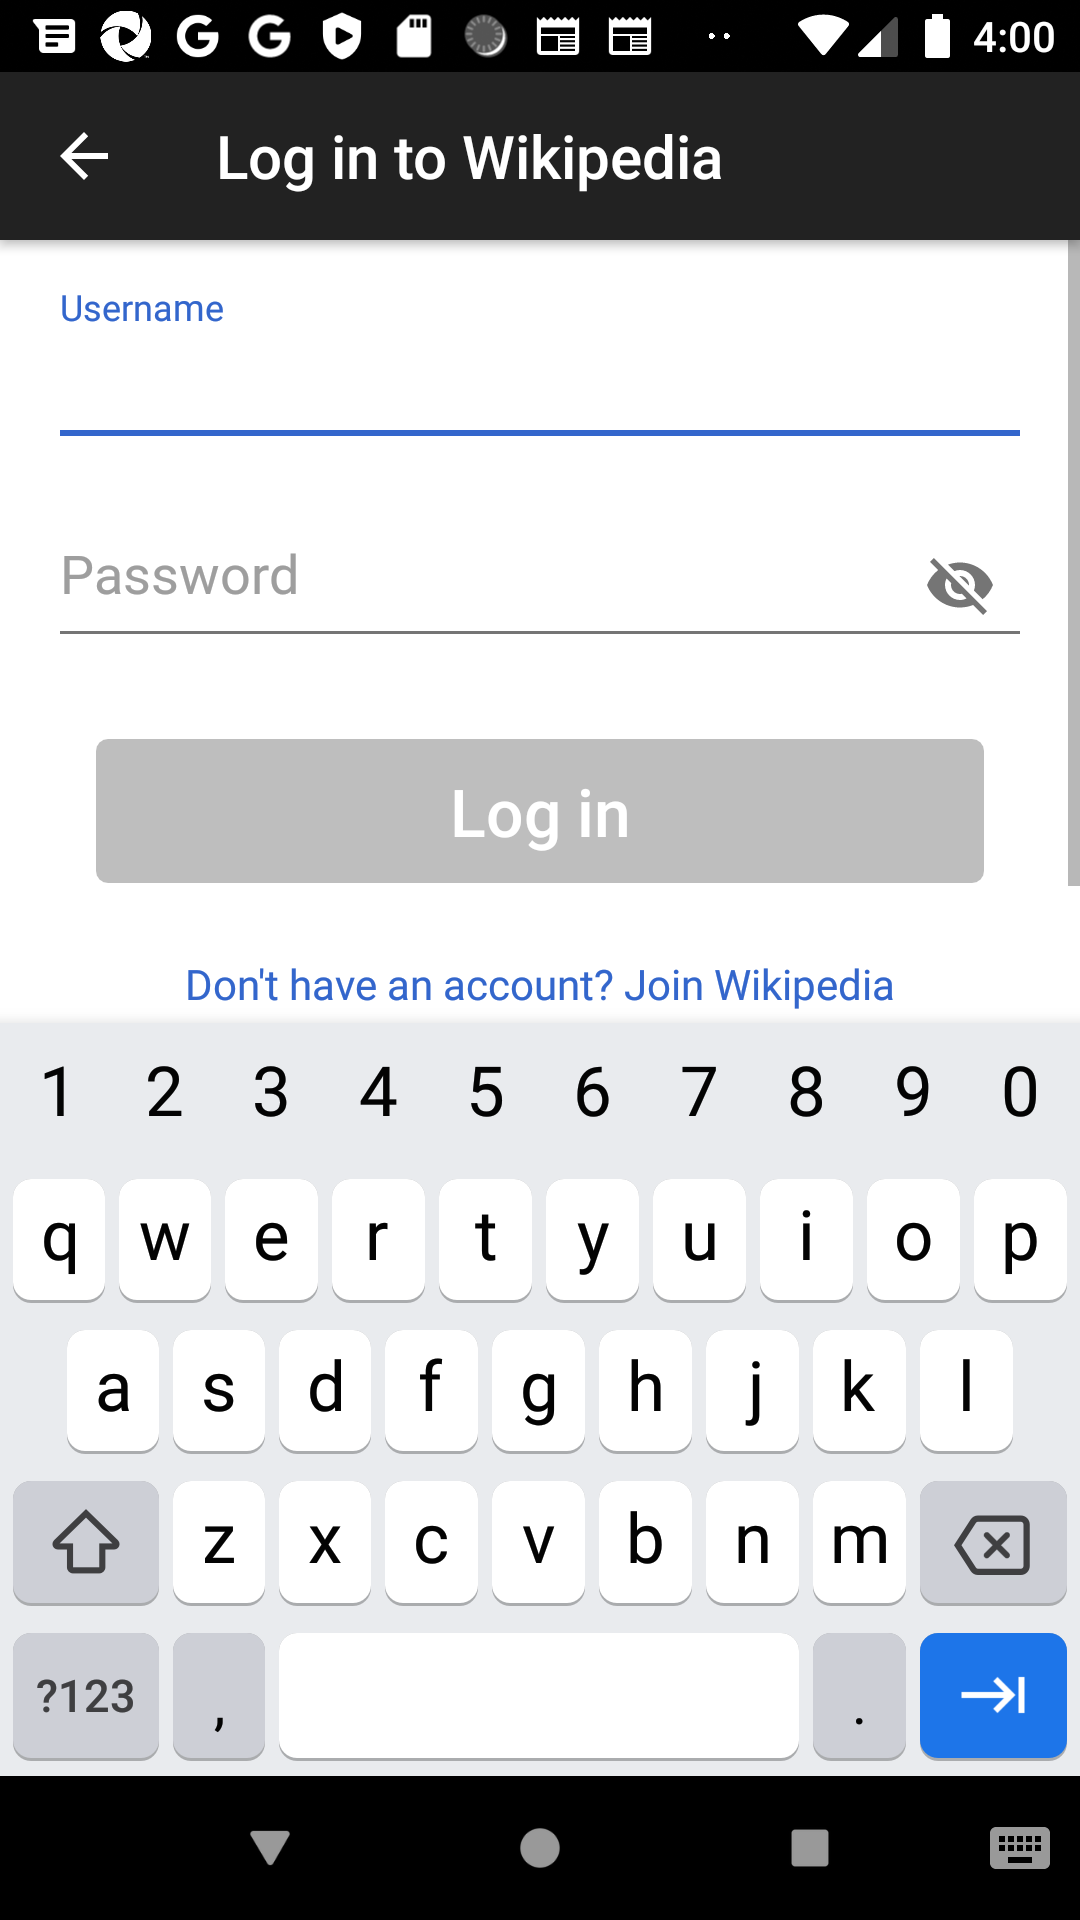 4:00
Log in to Wikipedia
Username
Password
Log in
Don't have an account? Join Wikipedia
1 2 3 4 5 6 7 8 9 0
q w e r t y u i o p
a s d f g h j k l
z x c v b n m
?123 , .